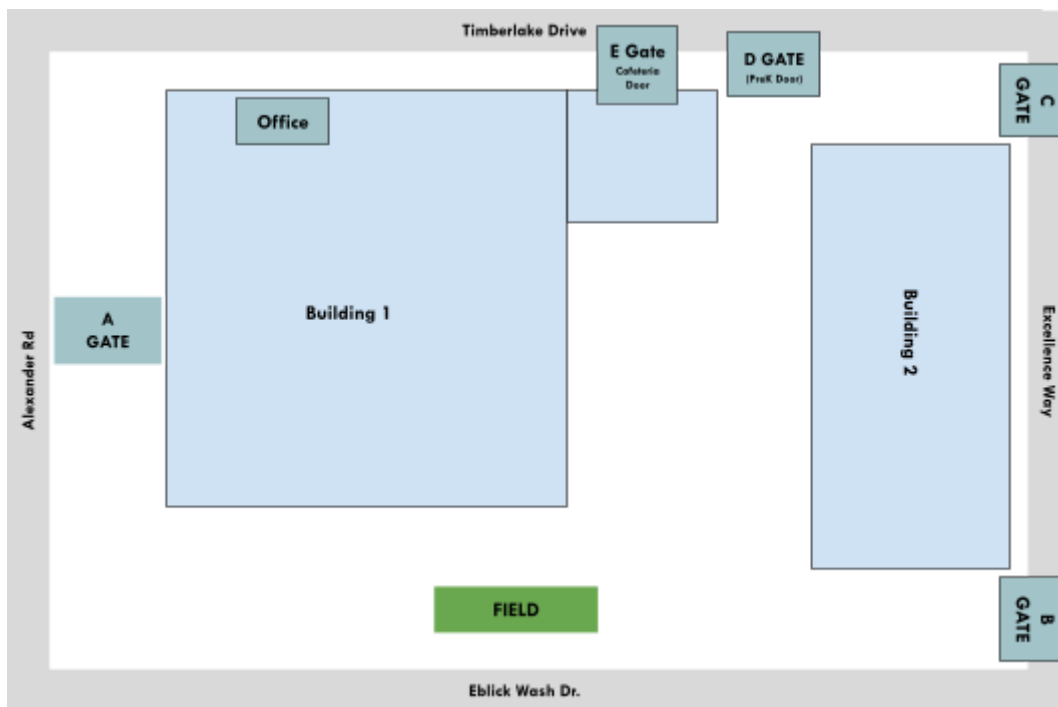 Timberlake Drive
E Gate
Cafeteria
Door
D GATE
(PreK Door)
C
GATE
Office
A
GATE
Building 1
Building 2
Alexander Rd
Excellence Way
FIELD
B
GATE
Eblick Wash Dr.